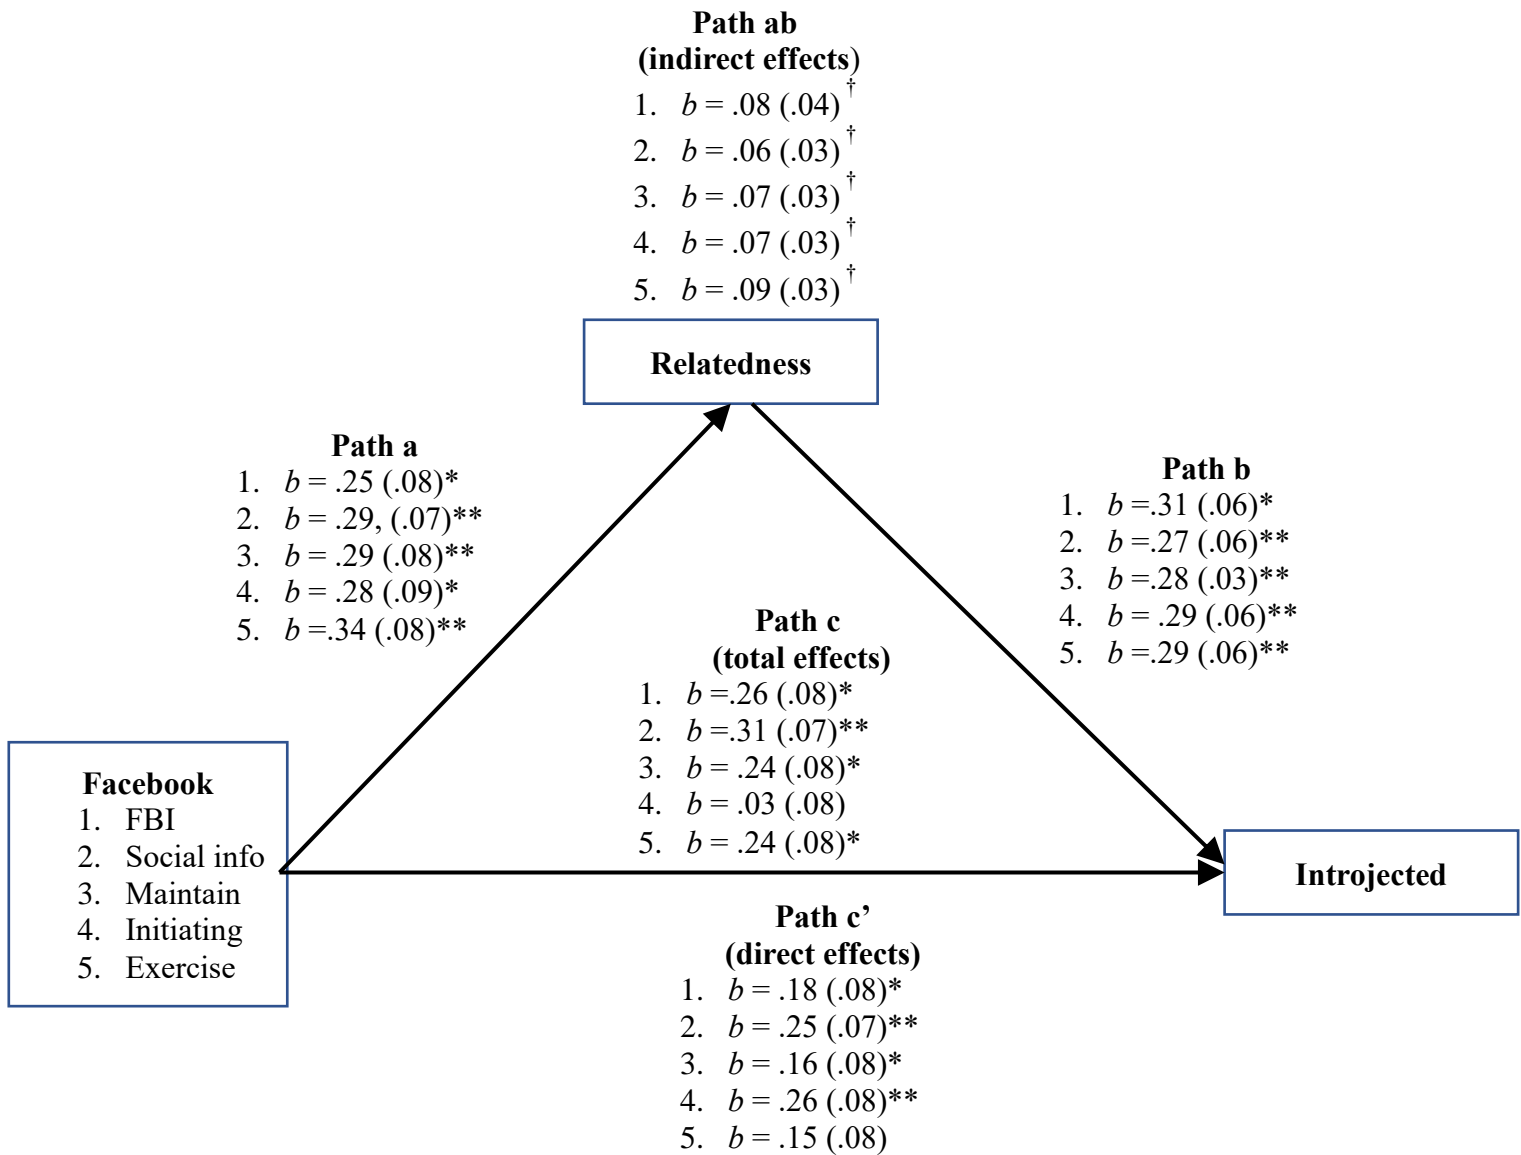 Path ab
(indirect effects)
1. b = .08 (.04) †
2. b = .06 (.03) †
3. b = .07 (.03) †
4. b = .07 (.03) †
5. b = .09 (.03) †
Relatedness
Path a
1. b = .25 (.08)*
2. b = .29, (.07)**
3. b = .29 (.08)**
4. b = .28 (.09)*
5. b =.34 (.08)**
Path b
1. b =.31 (.06)*
2. b =.27 (.06)**
3. b =.28 (.03)**
4. b = .29 (.06)**
5. b =.29 (.06)**
Path c
(total effects)
1. b =.26 (.08)*
2. b =.31 (.07)**
3. b = .24 (.08)*
4. b = .03 (.08)
5. b = .24 (.08)*
Facebook
1. FBI
2. Social info
3. Maintain
4. Initiating
5. Exercise
Introjected
Path c’
(direct effects)
1. b = .18 (.08)*
2. b = .25 (.07)**
3. b = .16 (.08)*
4. b = .26 (.08)**
5. b = .15 (.08)